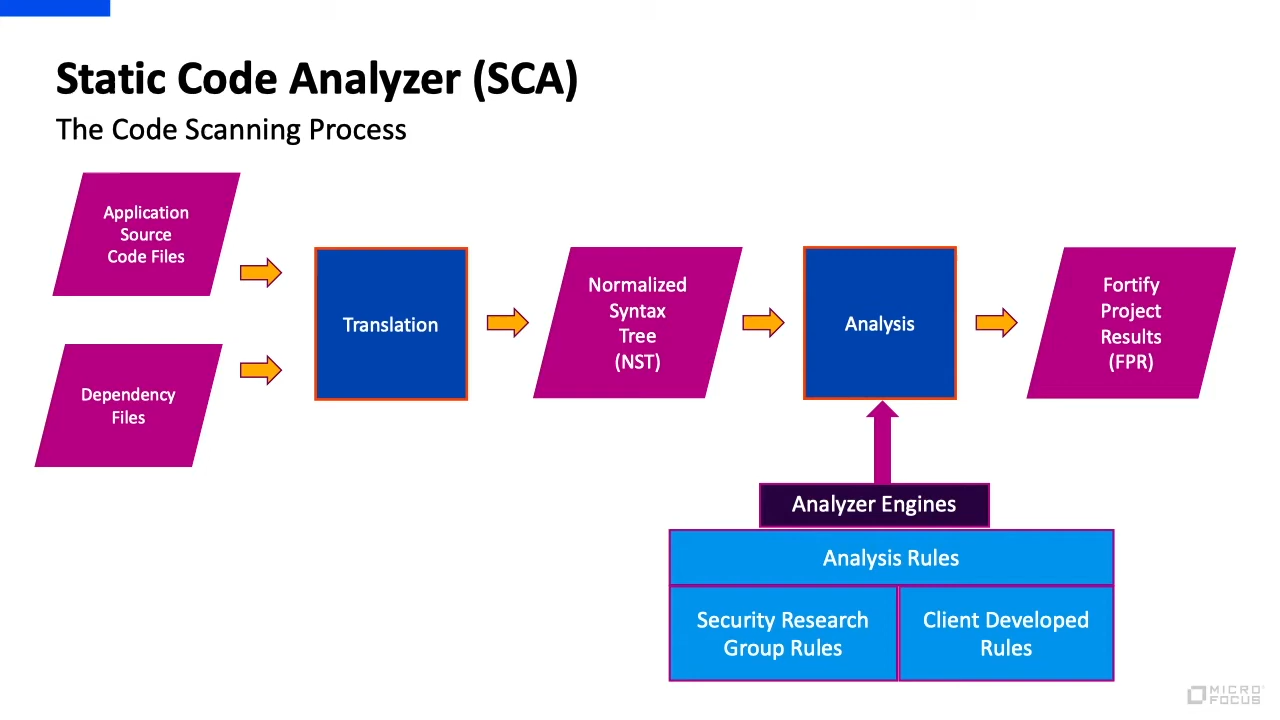 Static Code Analyzer (SCA)
The Code Scanning Process
Application
Source
Code Files
Dependency
Files
Translation
Normalized
Syntax
Tree
(NST)
Analysis
Fortify
Project
Results
(FPR)
Analyzer Engines
Analysis Rules
Security Research
Group Rules
Client Developed
Rules
MICRO
FOCUS